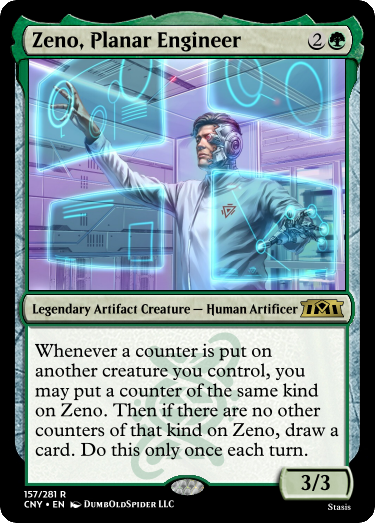 Zeno, Planar Engineer 2
Legendary Artifact Creature — Human Artificer
Whenever a counter is put on
another creature you control, you
may put a counter of the same kind
on Zeno. Then if there are no other
counters of that kind on Zeno, draw a
card. Do this only once each turn.
3/3
157/281 R
CNY • EN DumbOldSpider LLC
Stasis